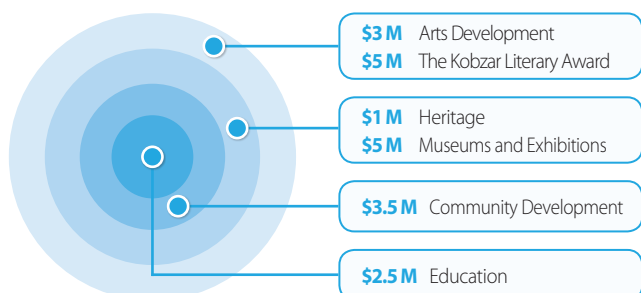 $3 M Arts Development
$5 M The Kobzar Literary Award
$1 M Heritage
$5 M Museums and Exhibitions
$3.5 M Community Development
$2.5 M Education